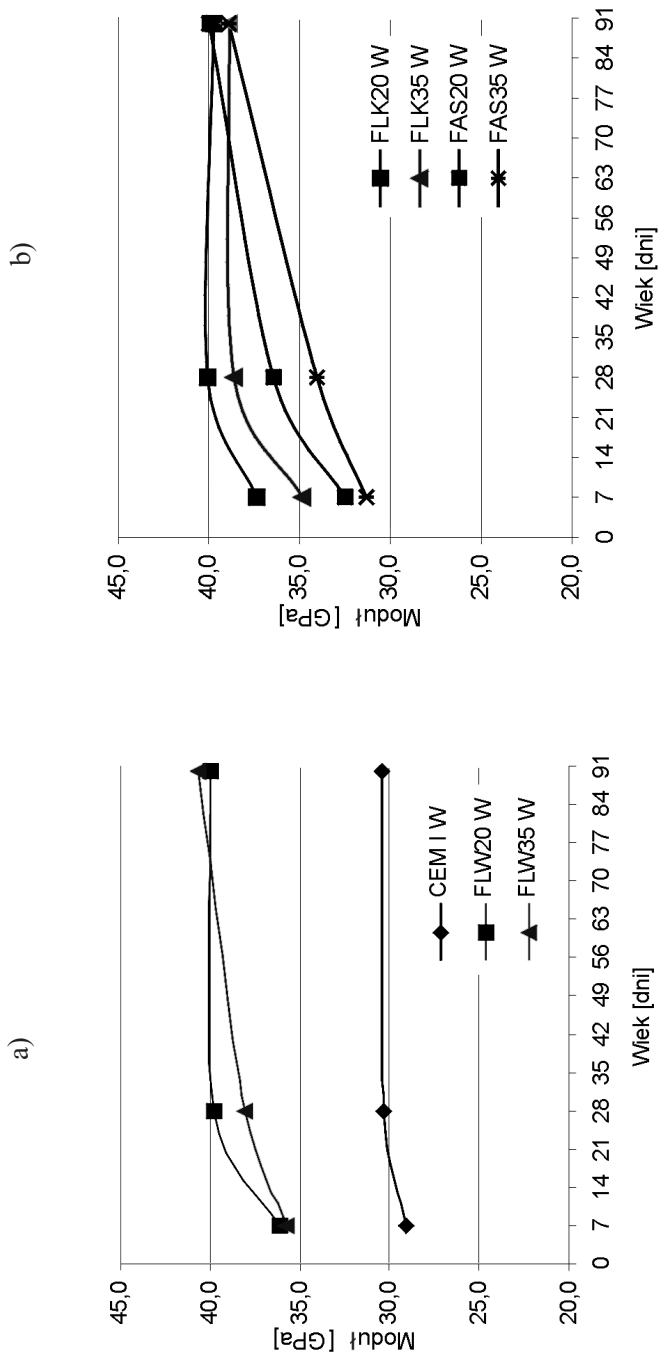 a)
45,0
40,0
35,0
30,0
25,0
20,0
Moduł [ GPa]
0 7 14 21 28 35 42 49 56 63 70 77 84 91
Wiek [dni]
CEM I W
FLW20 W
FLW35 W
b)
45,0
40,0
35,0
30,0
25,0
20,0
Moduł [ GPa]
0 7 14 21 28 35 42 49 56 63 70 77 84 91
Wiek [dni]
FLK20 W
FLK35 W
FAS20 W
FAS35 W